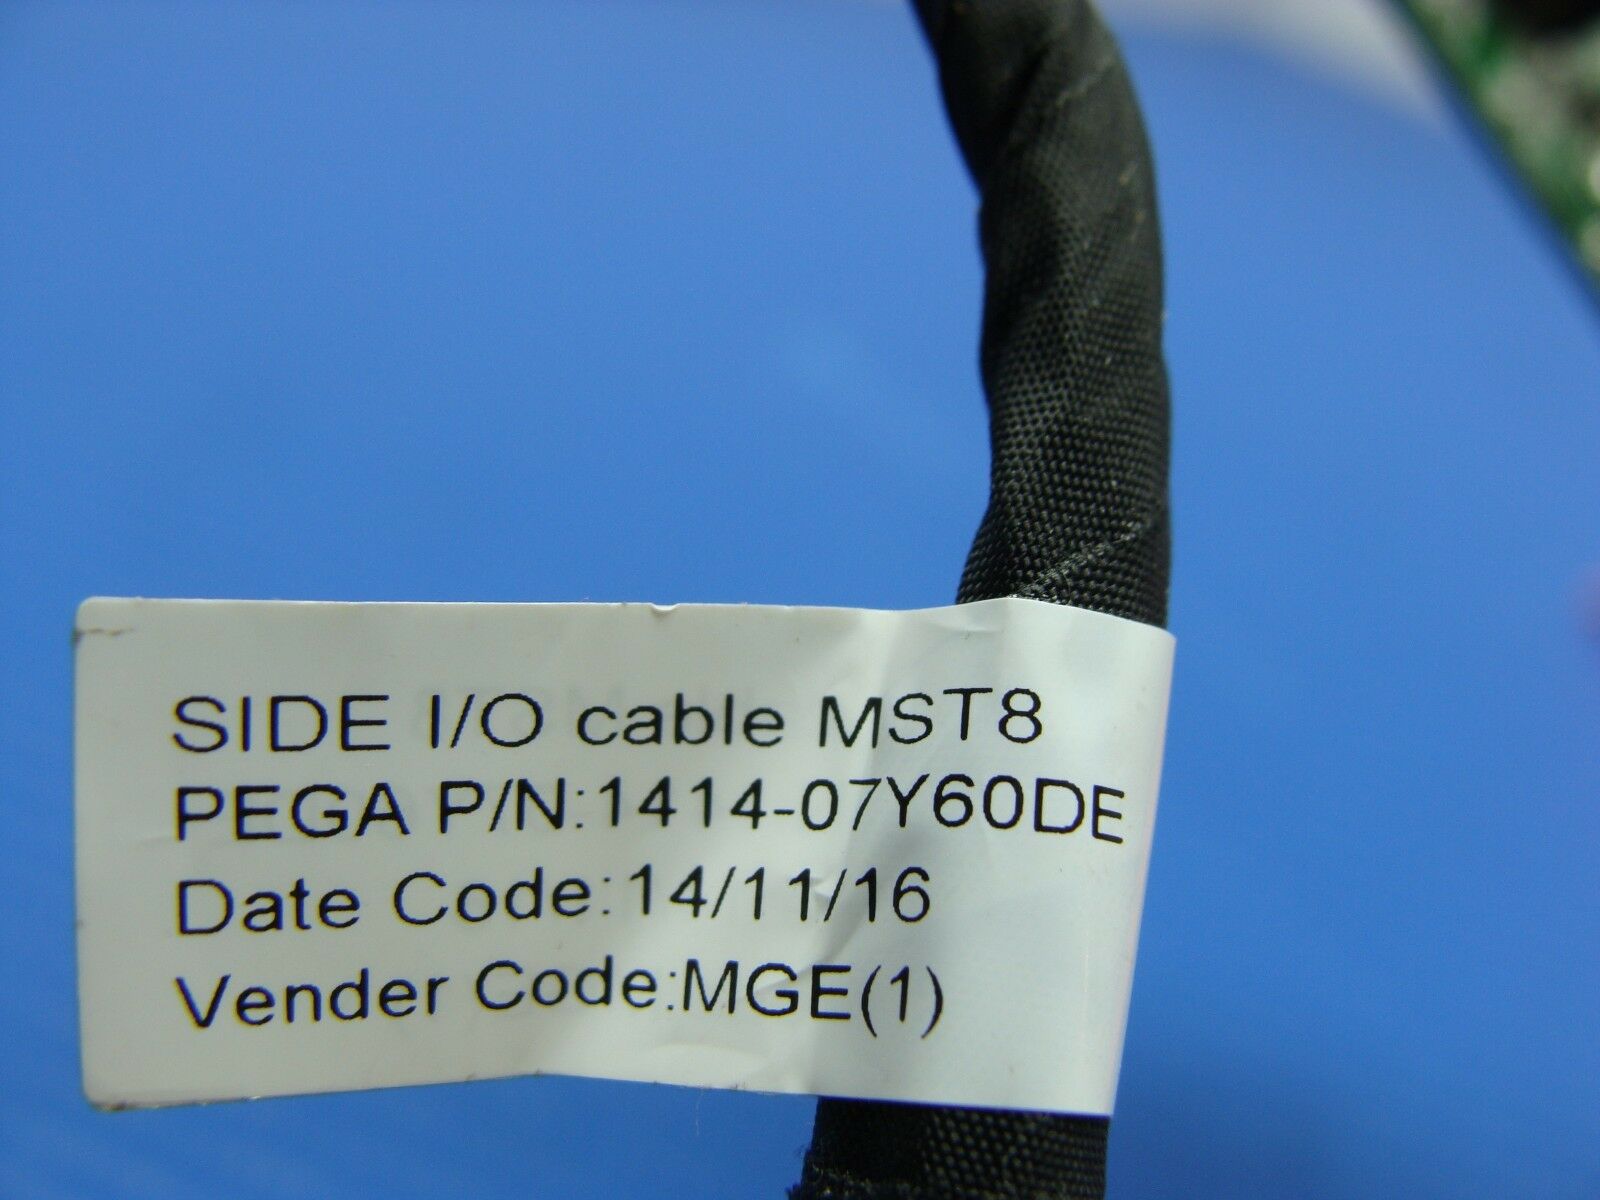 SIDE I/O cable MST8
PEGA P/N:1414-07Y60DE
Date Code:14/11/16
Vender Code:MGE(1)